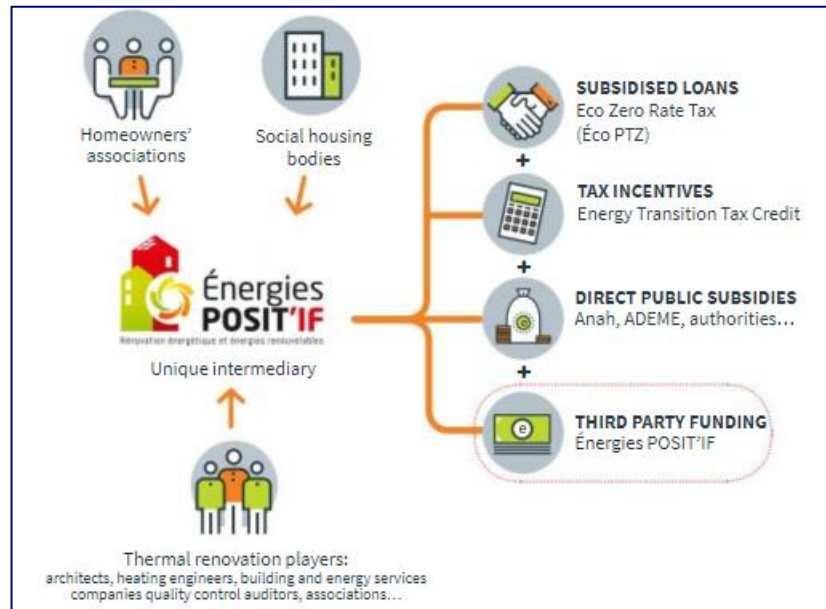 Homeowners'
associations
Social housing
bodies
Énergies
POSIT'IF
Rénovation énergétique et énergies renouvelables
Unique intermediary
Thermal renovation players:
architects, heating engineers, building and energy services
companies quality control auditors, associations...
SUBSIDISED LOANS
Eco Zero Rate Tax
(Éco PTZ)
+
TAX INCENTIVES
Energy Transition Tax Credit
+
DIRECT PUBLIC SUBSIDIES
Anah, ADEME, authorities...
+
e
THIRD PARTY FUNDING
Énergies POSIT'IF